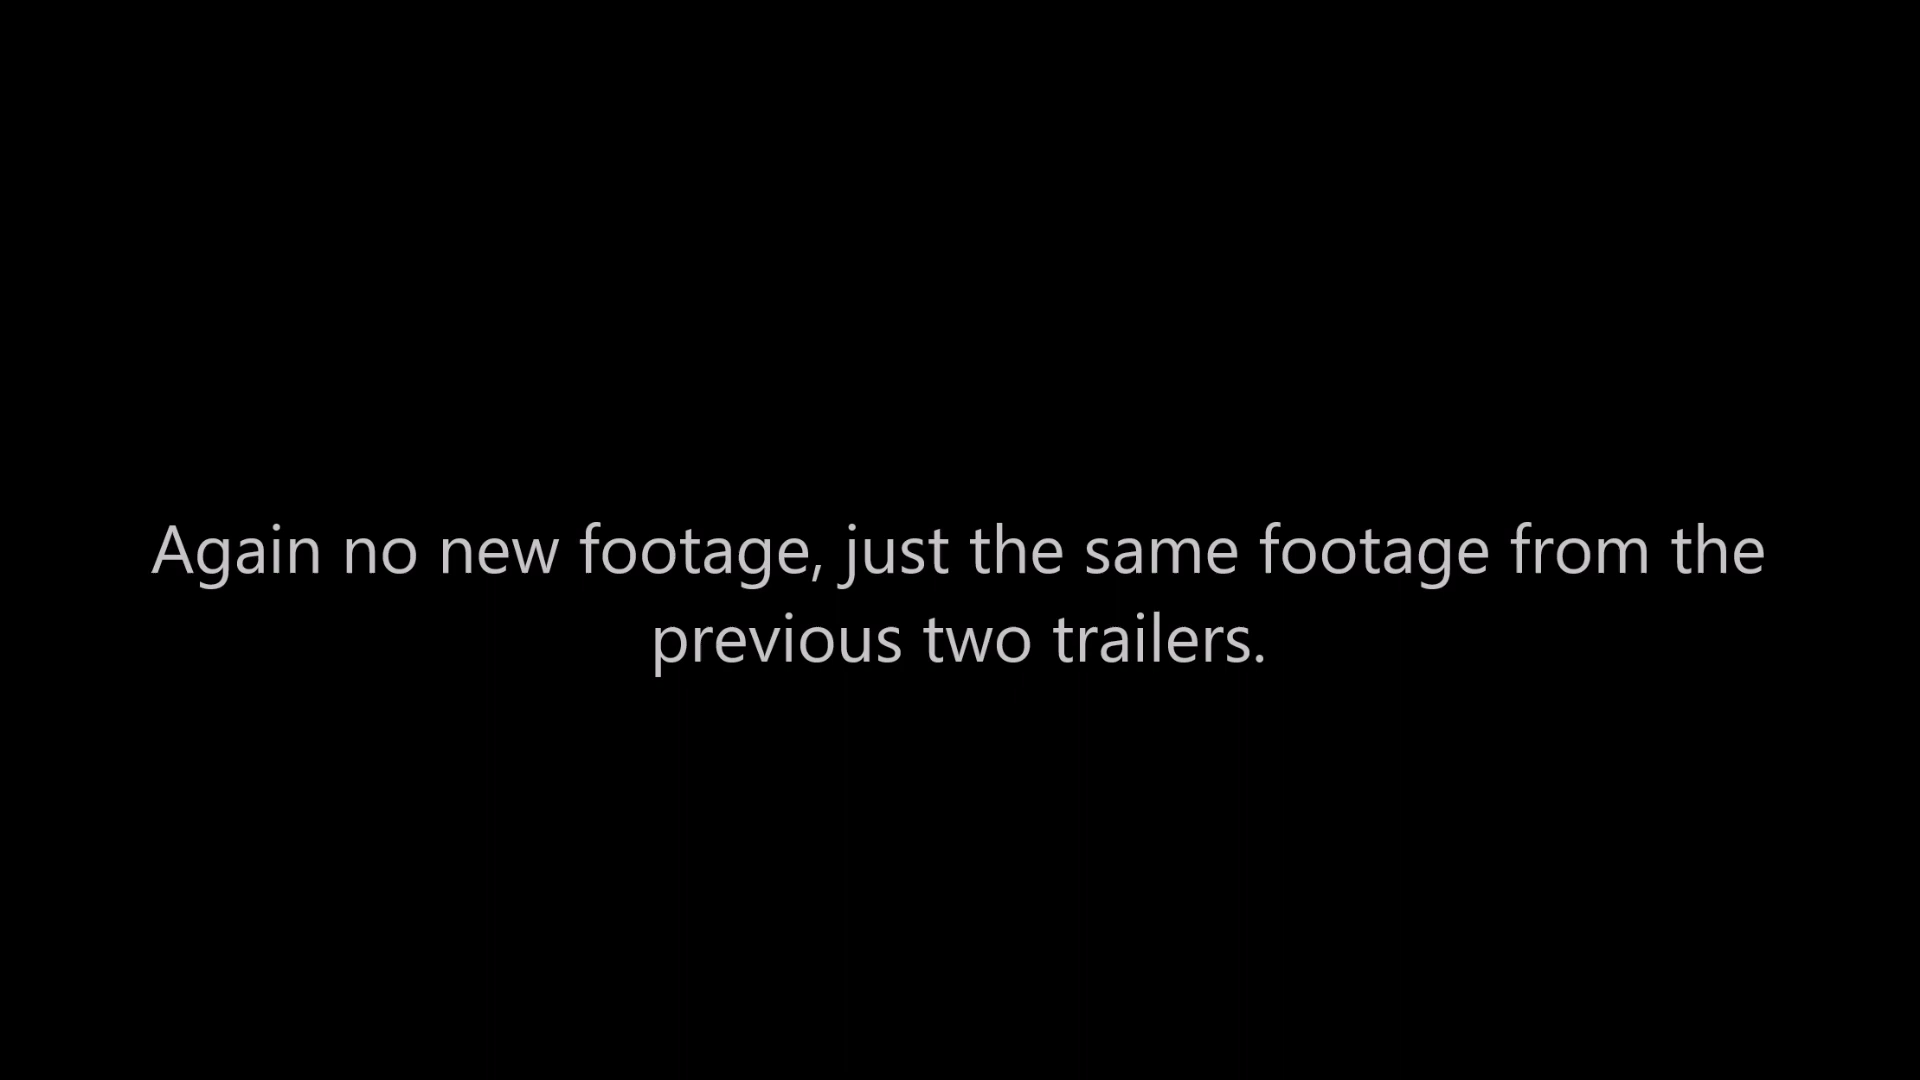 Again no new footage, just the same footage from the
previous two trailers.